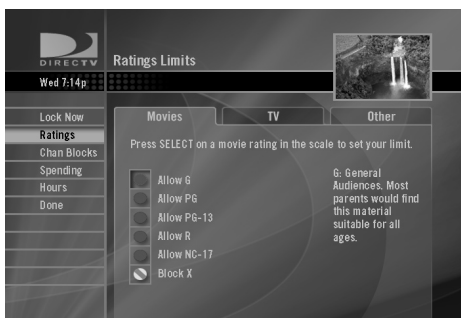 DIRECTV
Ratings Limits
Wed 7:14p
Lock Now
Ratings
Chan Blocks
Spending
Hours
Done
Movies
TV
Other
Press SELECT on a movie rating in the scale to set your limit.
Allow G
Allow PG
Allow PG-13
Allow R
Allow NC-17
Block X
G: General
Audiences. Most
parents would find
this material
suitable for all
ages.